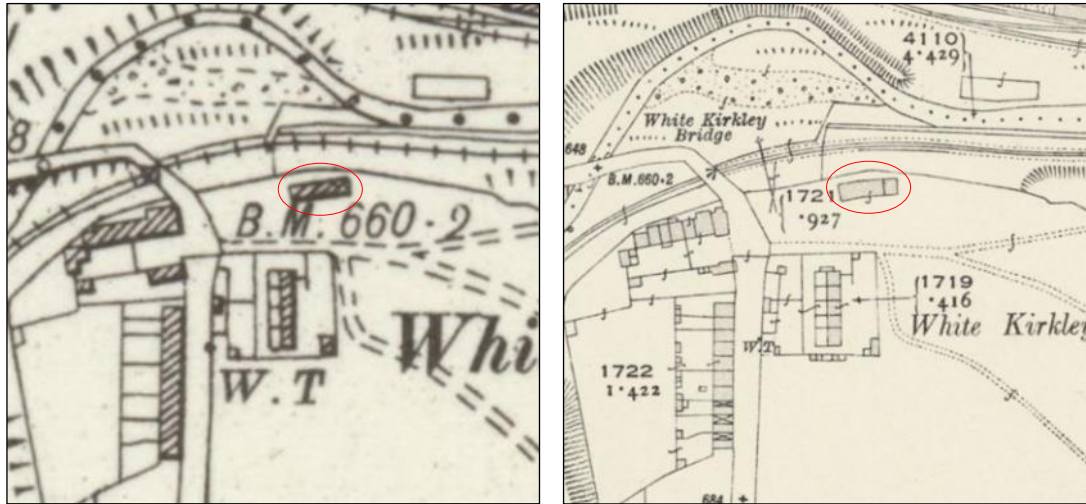 8
B.M. 660·2
Whi
W.T
4110
4·429
White Kirkley
Bridge
648
B.M.660·2
1721
·927
1719
·416
White Kirkley
W.T
1722
1·422
684